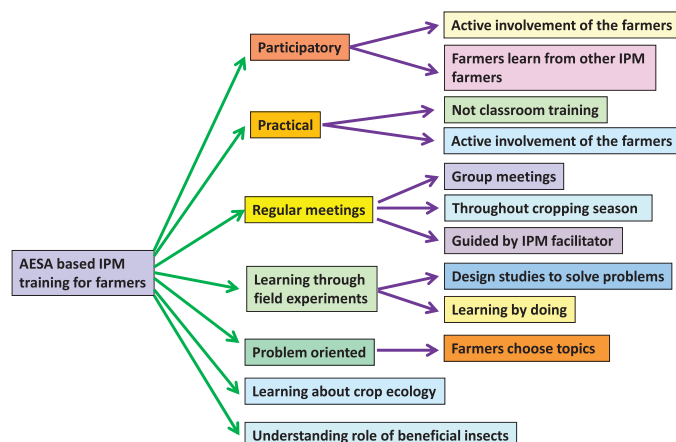 AESA based IPM
training for farmers
Participatory
Active involvement of the farmers
Farmers learn from other IPM
farmers
Practical
Not classroom training
Active involvement of the farmers
Regular meetings
Group meetings
Throughout cropping season
Guided by IPM facilitator
Learning through
field experiments
Design studies to solve problems
Learning by doing
Problem oriented
Farmers choose topics
Learning about crop ecology
Understanding role of beneficial insects